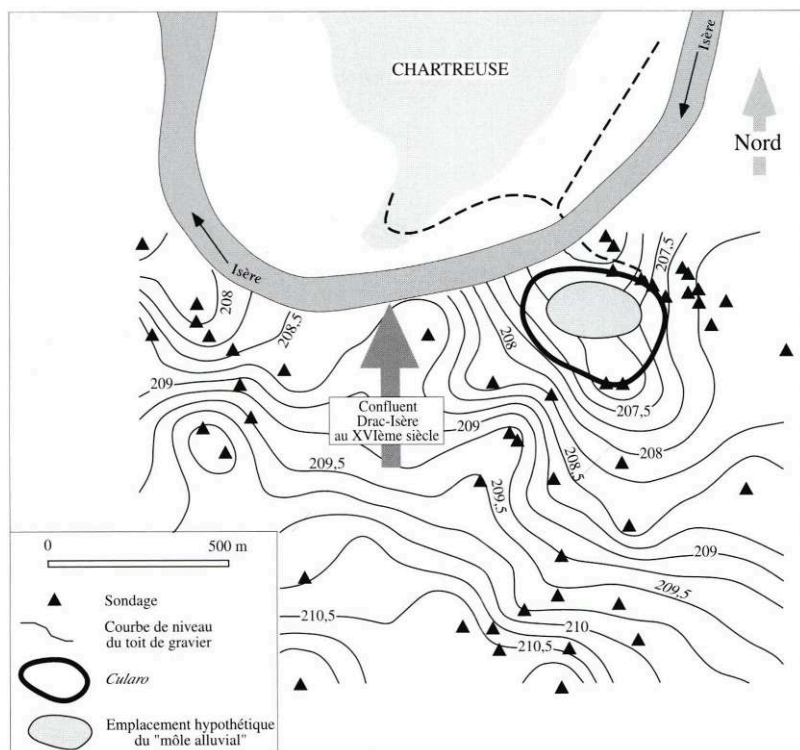 CHARTREUSE
Isère
Nord
Isère
207,5
208
208,5
208
209
Confluent
Drac-Isère
au XVIème siècle
209
207,5
208
208,5
209,5
209,5
209
209,5
210,5
210
210,5
0 500 m
Sondage
Courbe de niveau
du toit de gravier
Cularo
Emplacement hypothétique
du "môle alluvial"